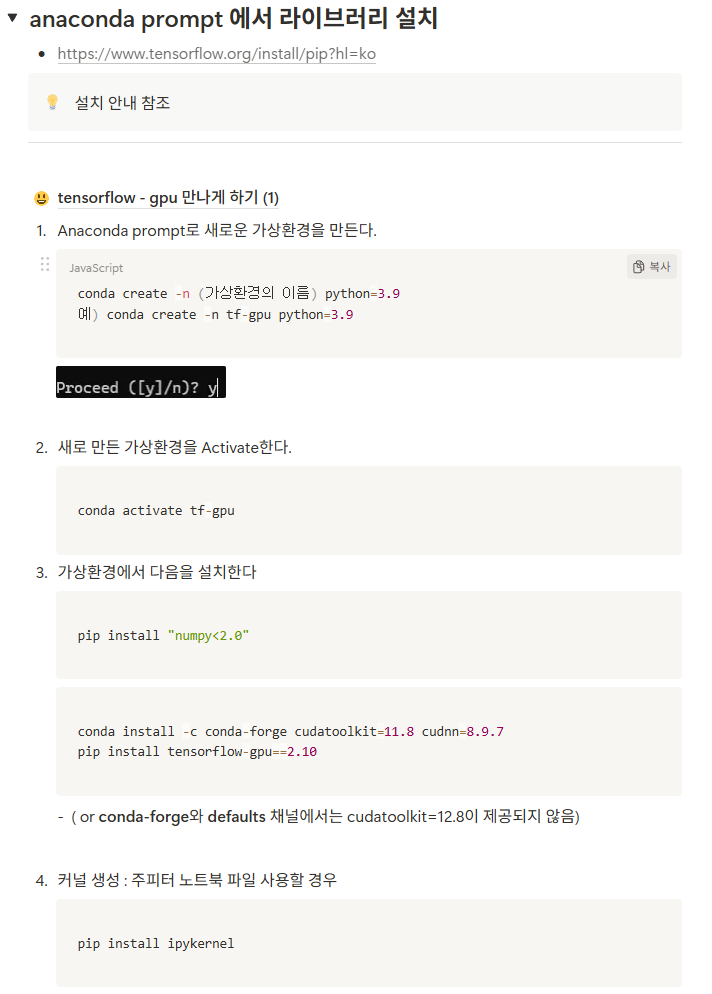 anaconda prompt 에서 라이브러리 설치
https://www.tensorflow.org/install/pip?hl=ko
설치 안내 참조
tensorflow - gpu 만나게 하기 (1)
1. Anaconda prompt로 새로운 가상환경을 만든다.
JavaScript
복사
conda create -n (가상환경의 이름) python=3.9
예) conda create -n tf-gpu python=3.9
Proceed ([y]/n)? y
2. 새로 만든 가상환경을 Activate한다.
conda activate tf-gpu
3. 가상환경에서 다음을 설치한다
pip install "numpy<2.0"
conda install -c conda-forge cudatoolkit=11.8 cudnn=8.9.7
pip install tensorflow-gpu==2.10
- ( or conda-forge와 defaults 채널에서는 cudatoolkit=12.8이 제공되지 않음)
4. 커널 생성 : 주피터 노트북 파일 사용할 경우
pip install ipykernel